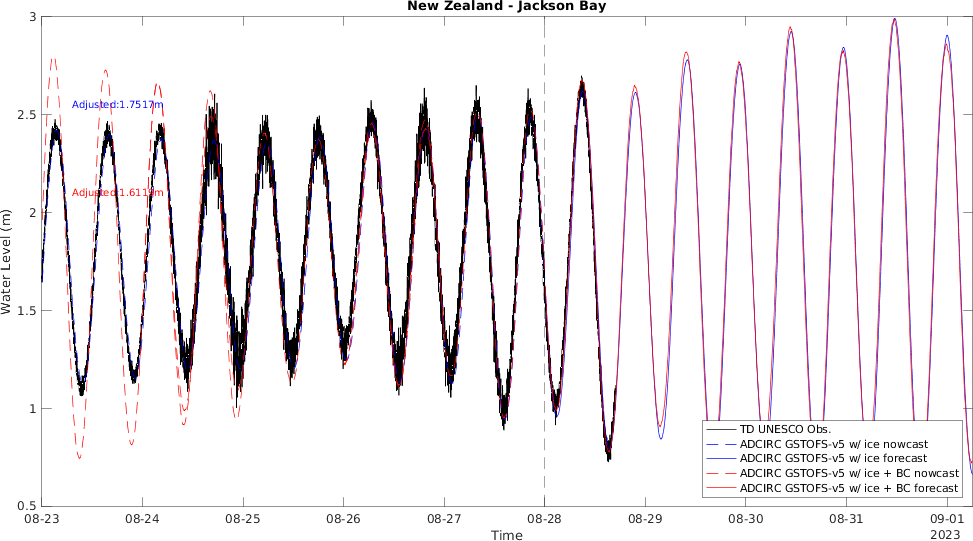 New Zealand - Jackson Bay
3
2.5
2
1.5
1
0.5
Water Level (m)
Adjusted:1.7517m
08-23
08-24
08-25
08-26
08-27
08-28
08-29
08-30
08-31
09-01
2023
Time
TD UNESCO Obs.
ADCIRC GSTOFS-v5 w/ ice nowcast
ADCIRC GSTOFS-v5 w/ ice forecast
ADCIRC GSTOFS-v5 w/ ice + BC nowcast
ADCIRC GSTOFS-v5 w/ ice + BC forecast